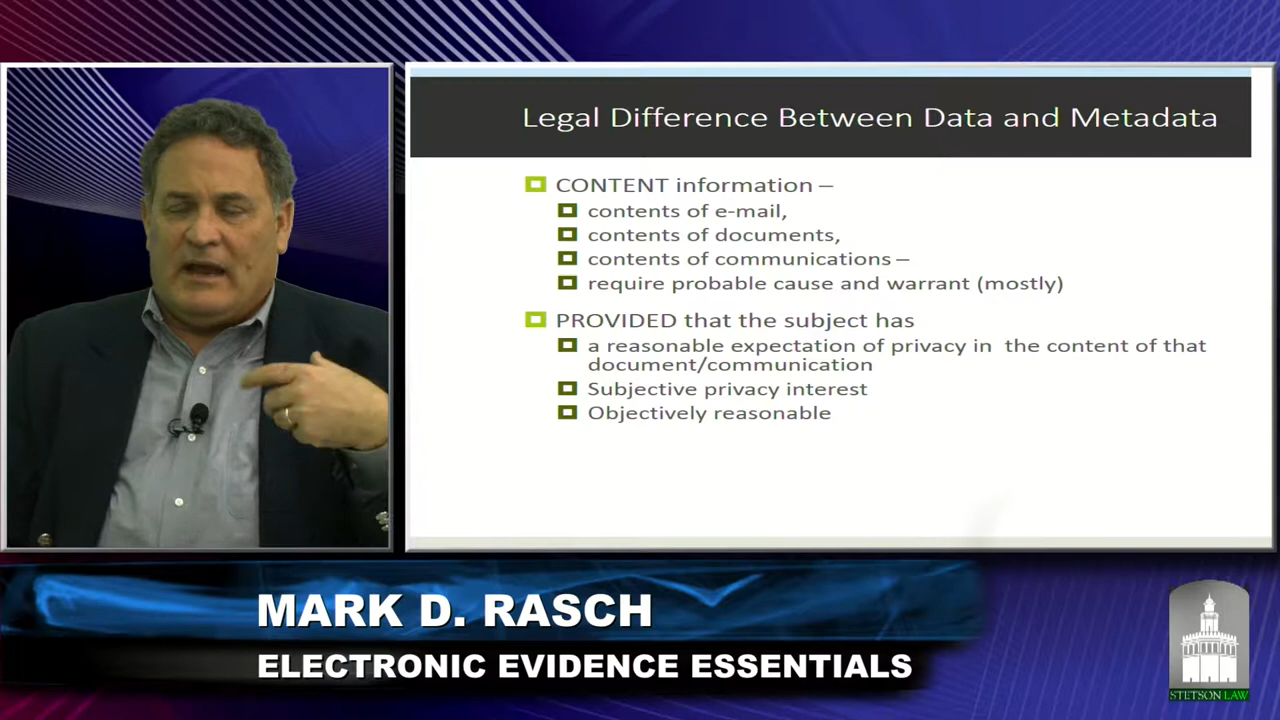 Legal Difference Between Data and Metadata
CONTENT information –
contents of e-mail,
contents of documents,
contents of communications –
require probable cause and warrant (mostly)
PROVIDED that the subject has
a reasonable expectation of privacy in the content of that
document/communication
Subjective privacy interest
Objectively reasonable
MARK D. RASCH
ELECTRONIC EVIDENCE ESSENTIALS
STETSON LAW